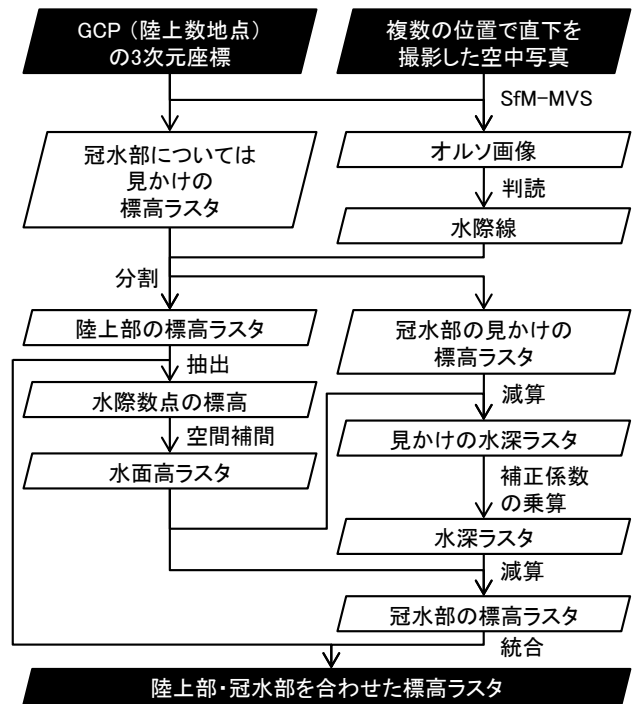 GCP（陸上数地点）
の3次元座標
複数の位置で直下を
撮影した空中写真
SfM-MVS
冠水部については
見かけの
標高ラスタ
オルソ画像
判読
水際線
分割
陸上部の標高ラスタ
冠水部の見かけの
標高ラスタ
抽出
水際数点の標高
減算
空間補間
見かけの水深ラスタ
水面高ラスタ
補正係数
の乗算
水深ラスタ
減算
冠水部の標高ラスタ
統合
陸上部・冠水部を合わせた標高ラスタ